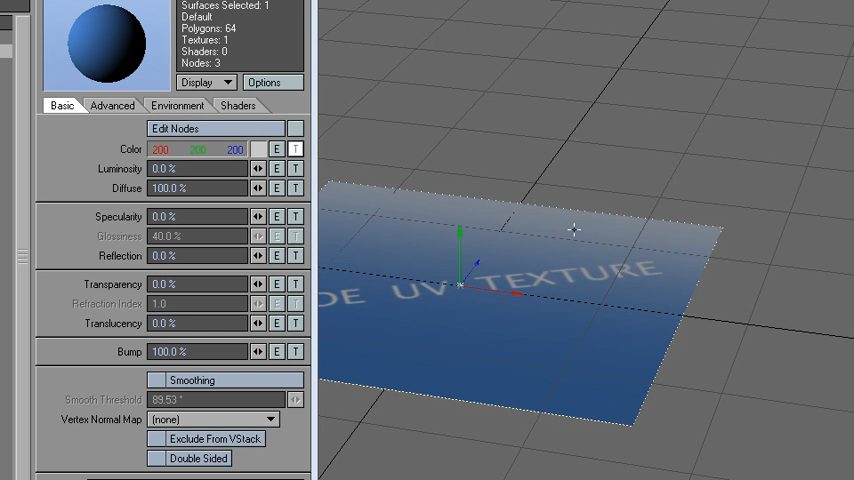 Surfaces Selected: 1
Default
Polygons: 64
Textures: 1
Shaders: 0
Nodes: 3
Display Options
Basic Advanced Environment Shaders
Edit Nodes
Color 200 200 200 E T
Luminosity 0.0 % E T
Diffuse 100.0 % E T
Specularity 0.0 % E T
Glossiness 40.0 % E T
Reflection 0.0 % E T
Transparency 0.0 % E T
Refraction Index 1.0 E T
Translucency 0.0 % E T
Bump 100.0 % E T
Smoothing
Smooth Threshold 89.53 °
Vertex Normal Map (none)
Exclude From VStack
Double Sided
DE UV TEXTURE